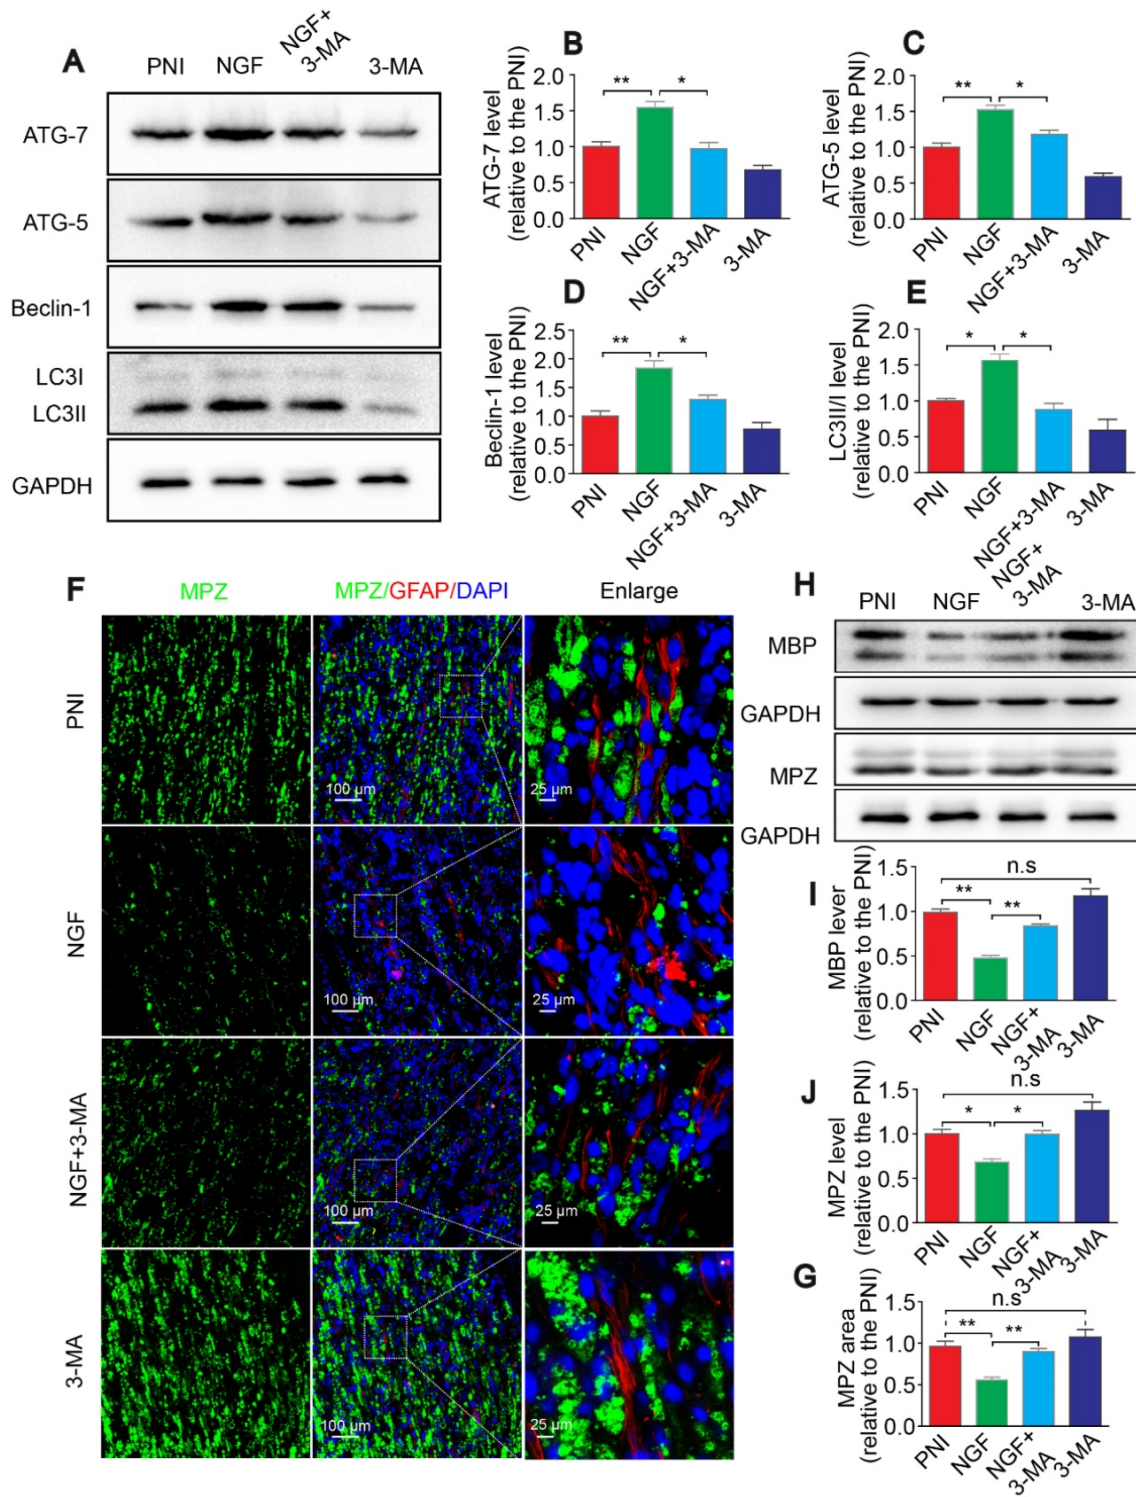 A
PNI
NGF
NGF+
3-MA
3-MA
ATG-7
ATG-5
Beclin-1
LC3I
LC3II
GAPDH
B
ATG-7 level
(relative to the PNI)
2.0
1.5
1.0
0.5
0.0
**
*
PNI
NGF
NGF+3-MA
3-MA
C
ATG-5 level
(relative to the PNI)
2.0
1.5
1.0
0.5
0.0
**
*
PNI
NGF
NGF+3-MA
3-MA
D
Beclin-1 level
(relative to the PNI)
2.5
2.0
1.5
1.0
0.5
0.0
**
*
PNI
NGF
NGF+3-MA
3-MA
E
LC3II/I level
(relative to the PNI)
2.0
1.5
1.0
0.5
0.0
*
*
PNI
NGF
NGF+3-MA
3-MA
F
MPZ
MPZ/GFAP/DAPI
Enlarge
PNI
100 µm
25 µm
NGF
100 µm
25 µm
NGF+3-MA
100 µm
25 µm
3-MA
100 µm
25 µm
H
PNI
NGF
NGF+
3-MA
3-MA
MBP
GAPDH
MPZ
GAPDH
I
MBP lever
(relative to the PNI)
1.5
1.0
0.5
0.0
n.s
**
**
PNI
NGF
NGF+
3-MA
3-MA
J
MPZ level
(relative to the PNI)
1.5
1.0
0.5
0.0
n.s
*
*
PNI
NGF
NGF+
3-MA
3-MA
G
MPZ area
(relative to the PNI)
1.5
1.0
0.5
0.0
n.s
**
**
PNI
NGF
NGF+
3-MA
3-MA